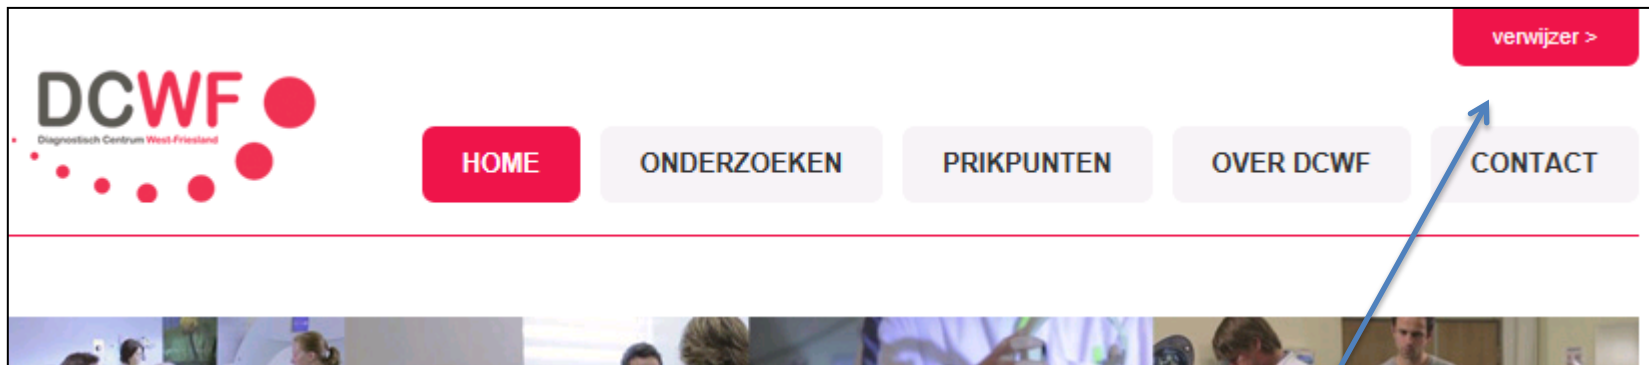 verwijzer >
DCWF
Diagnostisch Centrum West-Friesland
HOME
ONDERZOEKEN
PRIKPUNTEN
OVER DCWF
CONTACT